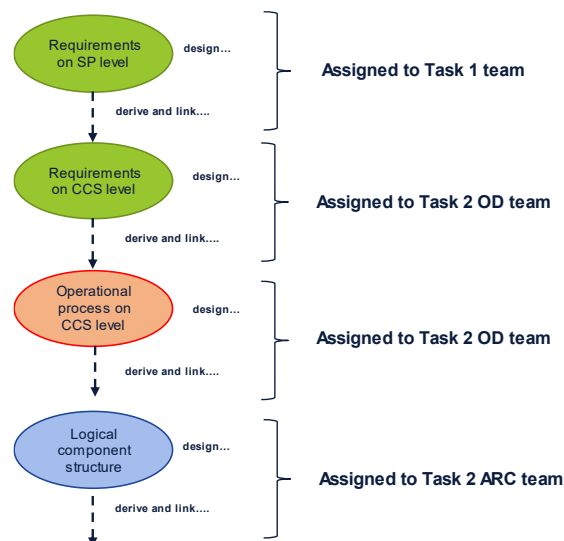 Requirements
on SP level
design…
Assigned to Task 1 team
derive and link….
Requirements
on CCS level
design…
Assigned to Task 2 OD team
derive and link….
Operational
process on
CCS level
design…
Assigned to Task 2 OD team
derive and link….
Logical
component
structure
design…
Assigned to Task 2 ARC team
derive and link….